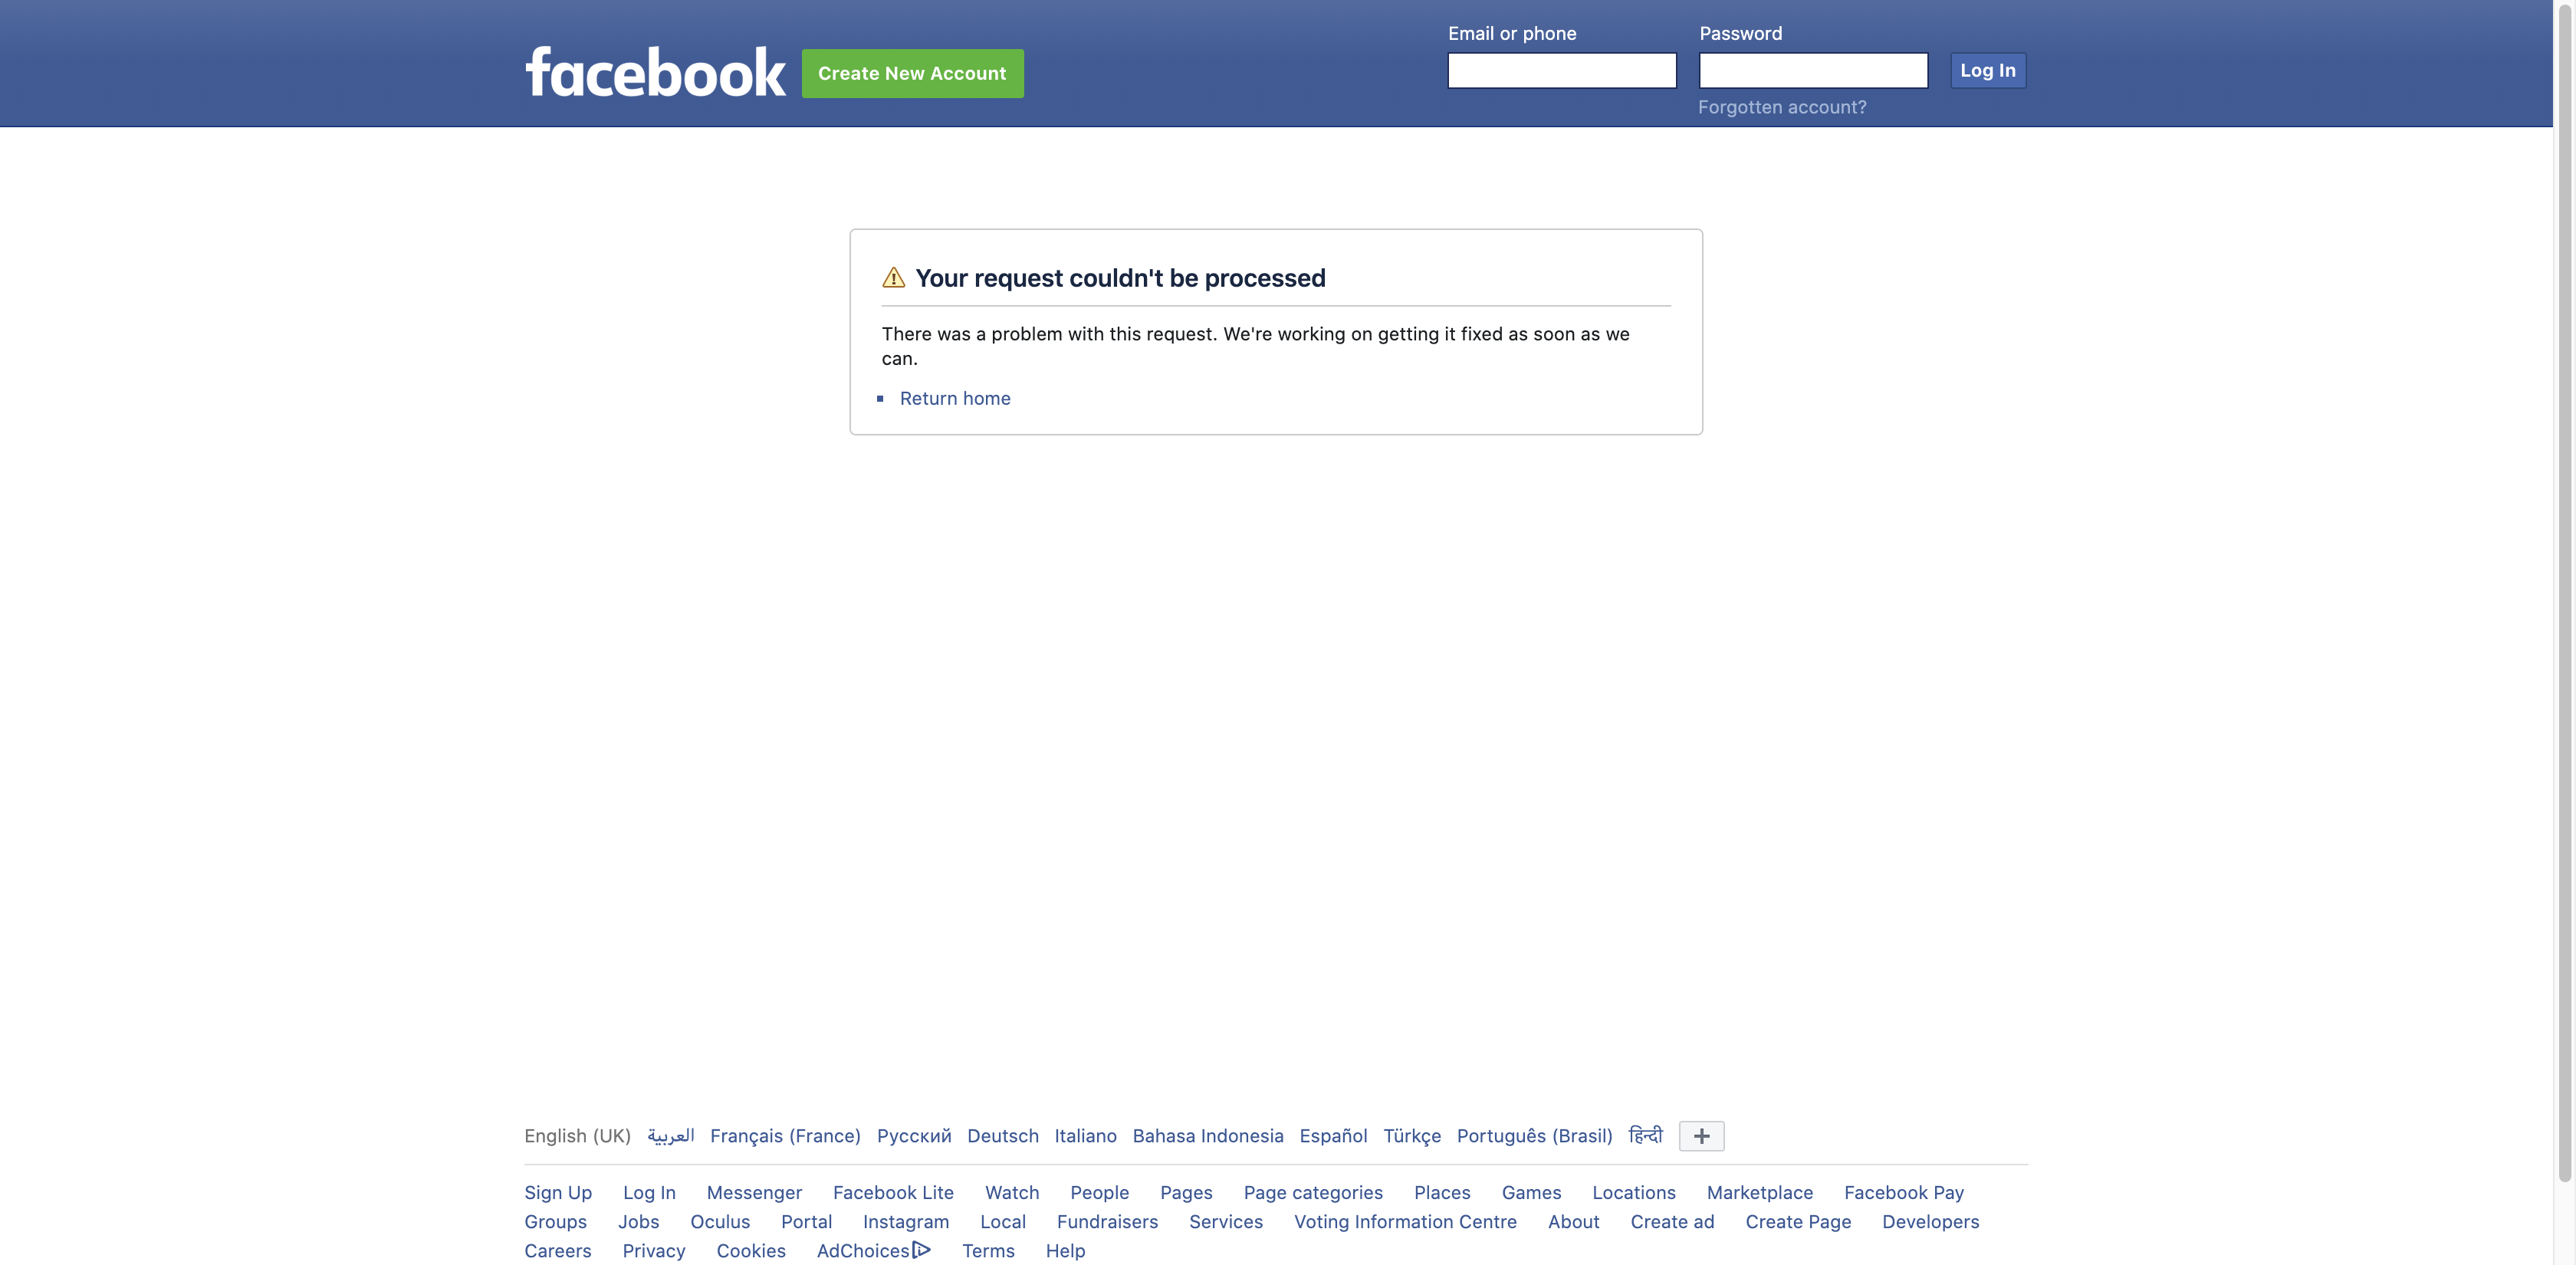 facebook
Create New Account
Email or phone
Password
Log In
Forgotten account?
Your request couldn't be processed
There was a problem with this request. We're working on getting it fixed as soon as we
can.
Return home
English (UK) العربية Français (France) Русский Deutsch Italiano Bahasa Indonesia Español Türkçe Português (Brasil) हिन्दी +
Sign Up Log In Messenger Facebook Lite Watch People Pages Page categories Places Games Locations Marketplace Facebook Pay
Groups Jobs Oculus Portal Instagram Local Fundraisers Services Voting Information Centre About Create ad Create Page Developers
Careers Privacy Cookies AdChoices Terms Help